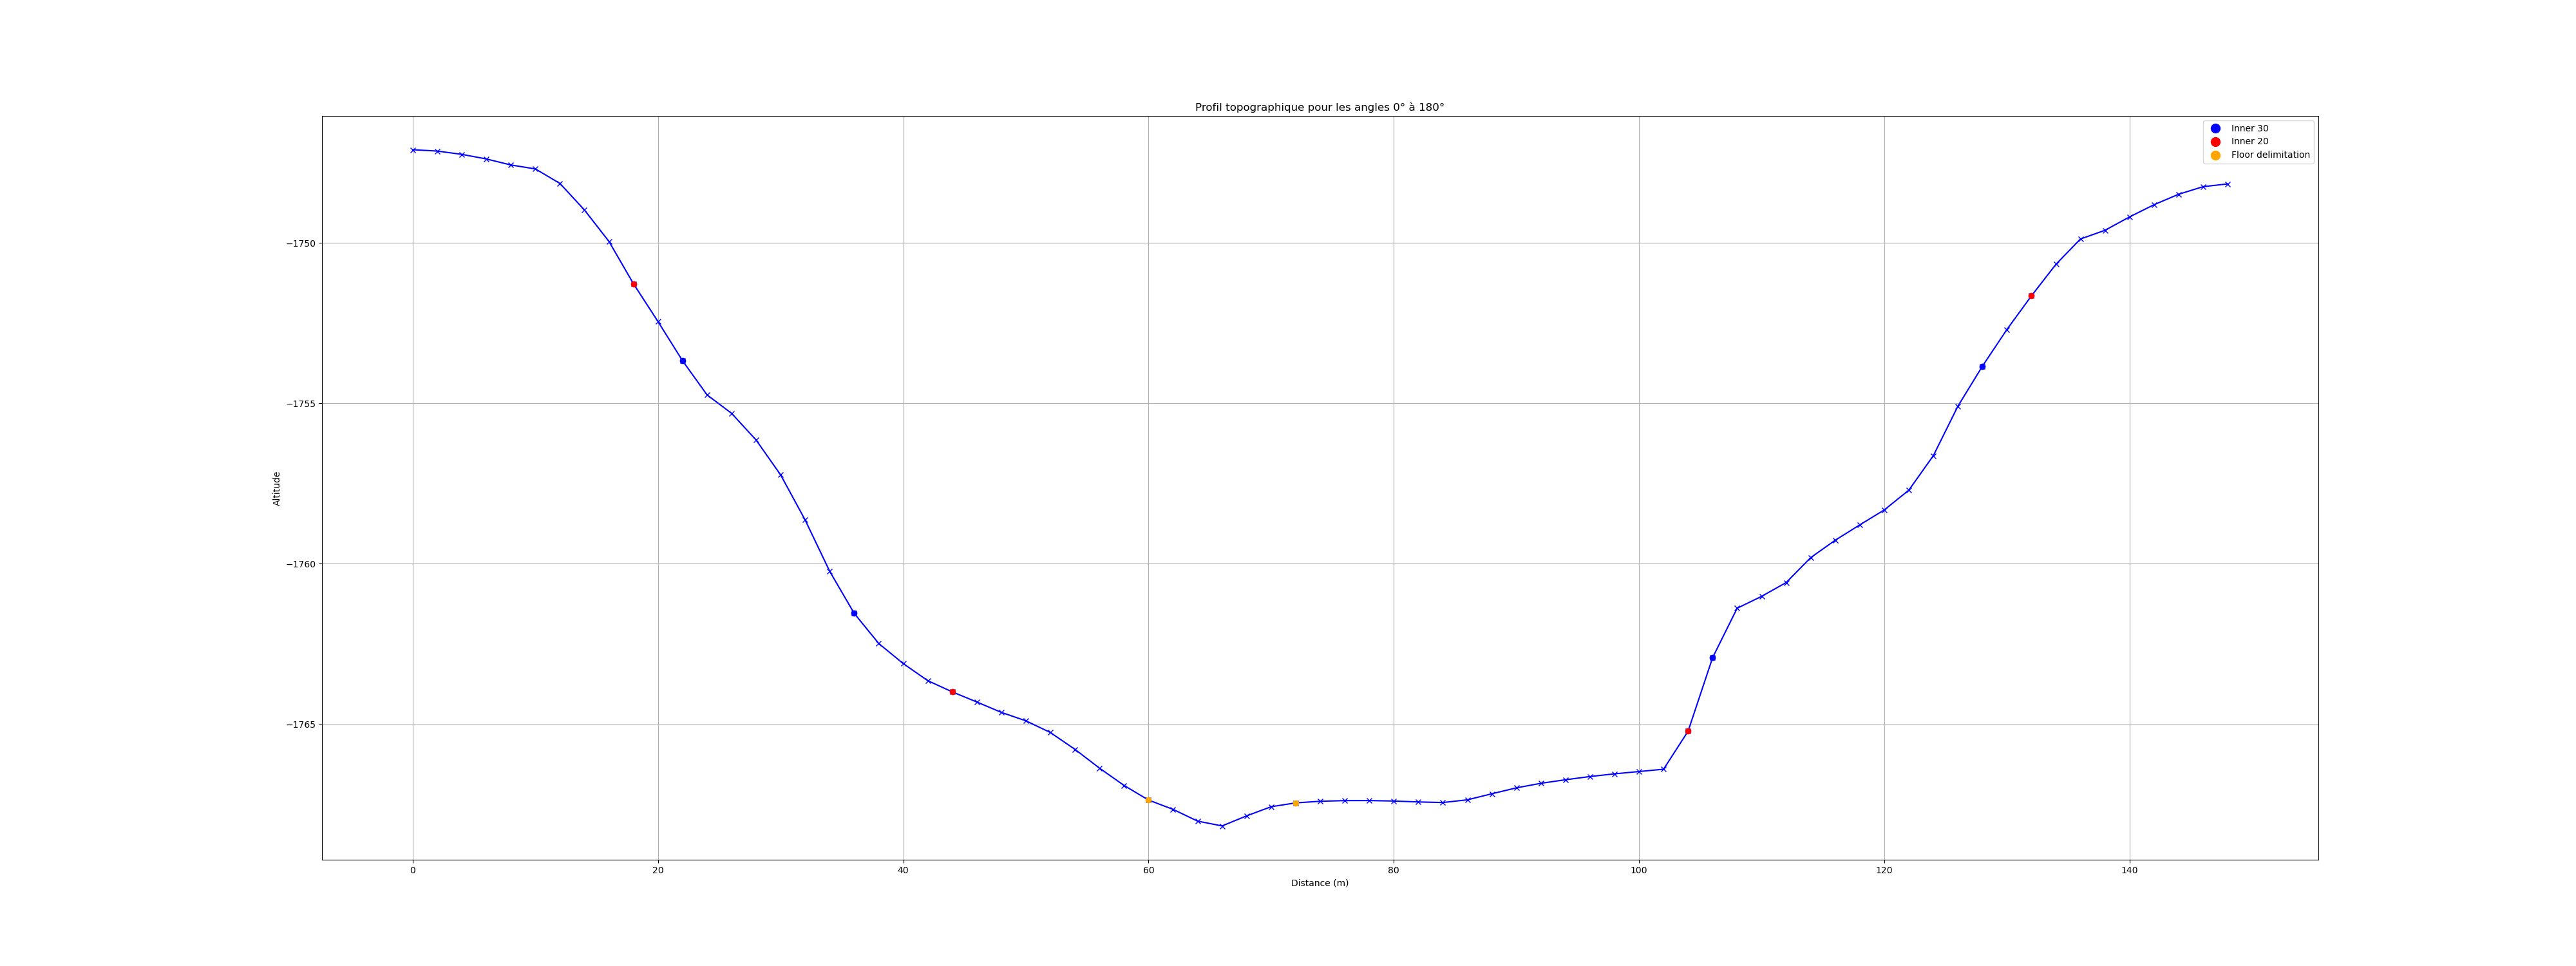 Profil topographique pour les angles 0° à 180°
Inner 30
Inner 20
Floor delimitation
−1750
−1755
−1760
−1765
Altitude
0 20 40 60 80 100 120 140
Distance (m)